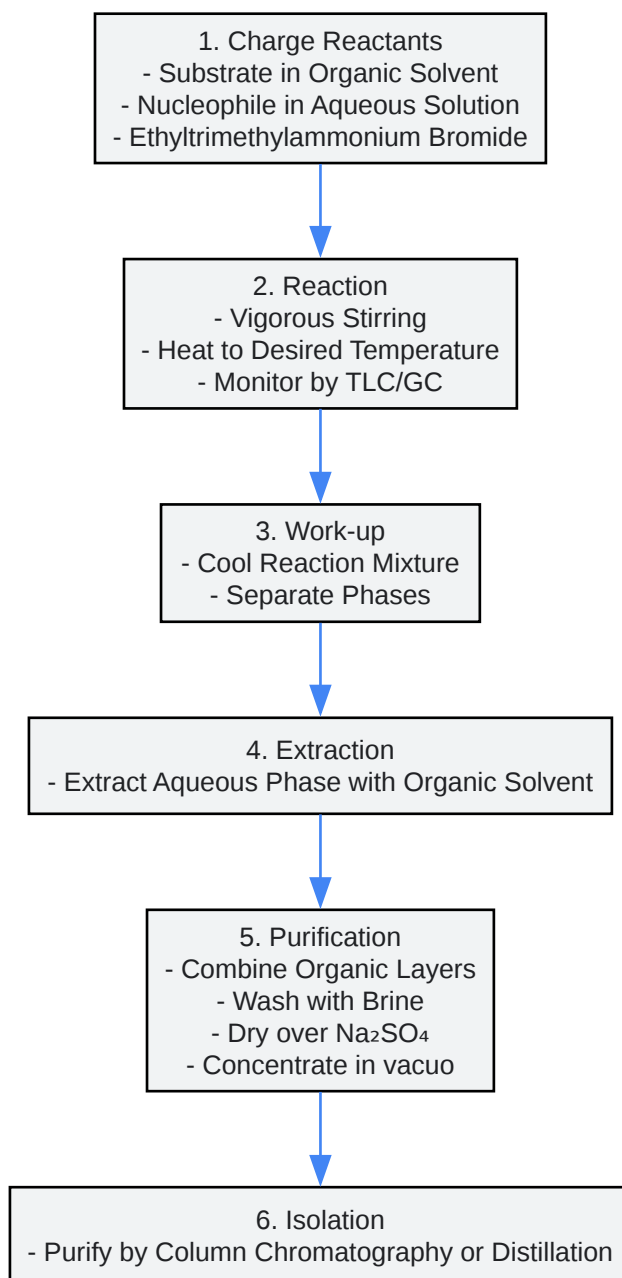 1. Charge Reactants
- Substrate in Organic Solvent
- Nucleophile in Aqueous Solution
- Ethyltrimethylammonium Bromide
2. Reaction
- Vigorous Stirring
- Heat to Desired Temperature
- Monitor by TLC/GC
3. Work-up
- Cool Reaction Mixture
- Separate Phases
4. Extraction
- Extract Aqueous Phase with Organic Solvent
5. Purification
- Combine Organic Layers
- Wash with Brine
- Dry over Na₂SO₄
- Concentrate in vacuo
6. Isolation
- Purify by Column Chromatography or Distillation